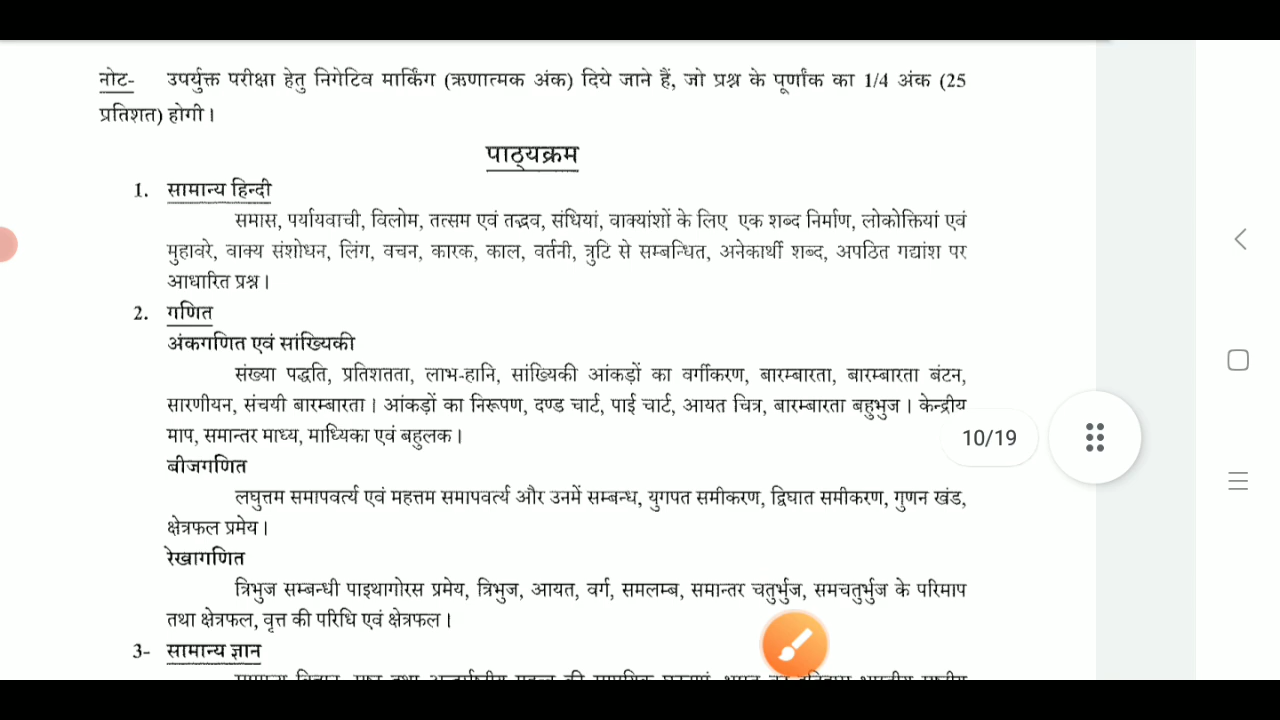 नोट- उपर्युक्त परीक्षा हेतु निगेटिव मार्किंग (ऋणात्मक अंक) दिये जाने हैं, जो प्रश्न के पूर्णांक का 1/4 अंक (25
प्रतिशत) होगी।
पाठ्यक्रम
1. सामान्य हिन्दी
समास, पर्यायवाची, विलोम, तत्सम एवं तद्भव, संधियां, वाक्यांशों के लिए एक शब्द निर्माण, लोकोक्तियां एवं
मुहावरे, वाक्य संशोधन, लिंग, वचन, कारक, काल, वर्तनी, त्रुटि से सम्बन्धित, अनेकार्थी शब्द, अपठित गद्यांश पर
आधारित प्रश्न।
2. गणित
अंकगणित एवं सांख्यिकी
संख्या पद्धति, प्रतिशतता, लाभ-हानि, सांख्यिकी आंकड़ों का वर्गीकरण, बारम्बारता, बारम्बारता बंटन,
सारणीयन, संचयी बारम्बारता। आंकड़ों का निरूपण, दण्ड चार्ट, पाई चार्ट, आयत चित्र, बारम्बारता बहुभुज। केन्द्रीय
माप, समान्तर माध्य, माध्यिका एवं बहुलक।
10/19
बीजगणित
लघुत्तम समापवर्त्य एवं महत्तम समापवर्त्य और उनमें सम्बन्ध, युगपत समीकरण, द्विघात समीकरण, गुणन खंड,
क्षेत्रफल प्रमेय।
रेखागणित
त्रिभुज सम्बन्धी पाइथागोरस प्रमेय, त्रिभुज, आयत, वर्ग, समलम्ब, समान्तर चतुर्भुज, समचतुर्भुज के परिमाप
तथा क्षेत्रफल, वृत्त की परिधि एवं क्षेत्रफल।
3- सामान्य ज्ञान